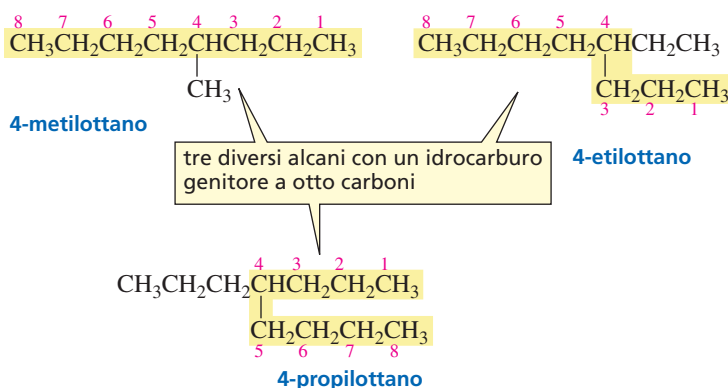 8 7 6 5 4 3 2 1
CH₃CH₂CH₂CH₂CHCH₂CH₂CH₃
CH₃
4-metilottano
8 7 6 5 4
CH₃CH₂CH₂CH₂CHCH₂CH₃
CH₂CH₂CH₃
3 2 1
4-etilottano
tre diversi alcani con un idrocarburo
genitore a otto carboni
4 3 2 1
CH₃CH₂CH₂CHCH₂CH₂CH₃
CH₂CH₂CH₂CH₃
5 6 7 8
4-propilottano